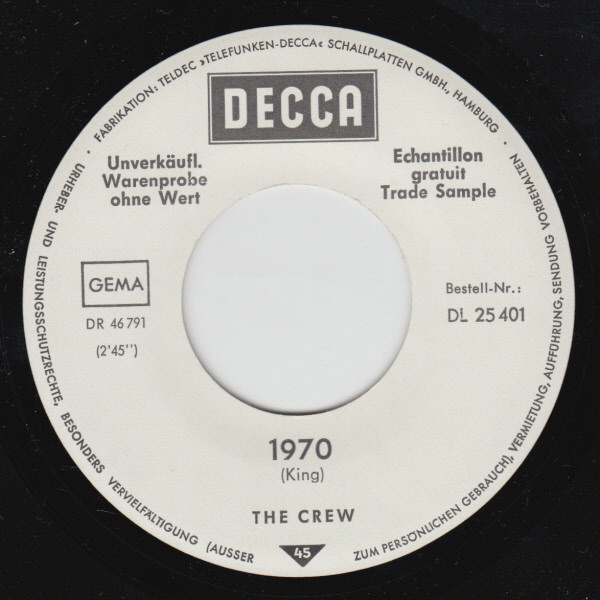 · FABRIKATION: TELDEC »TELEFUNKEN-DECCA« SCHALLPLATTEN GMBH., HAMBURG · URHEBER- UND LEISTUNGSSCHUTZRECHTE, BESONDERS VERVIELFÄLTIGUNG (AUSSER ZUM PERSÖNLICHEN GEBRAUCH), VERMIETUNG, AUFFÜHRUNG, SENDUNG VORBEHALTEN
DECCA
Unverkäufl.
Warenprobe
ohne Wert
Echantillon
gratuit
Trade Sample
GEMA
DR 46 791
(2'45'')
Bestell-Nr.:
DL 25 401
1970
(King)
THE CREW
45